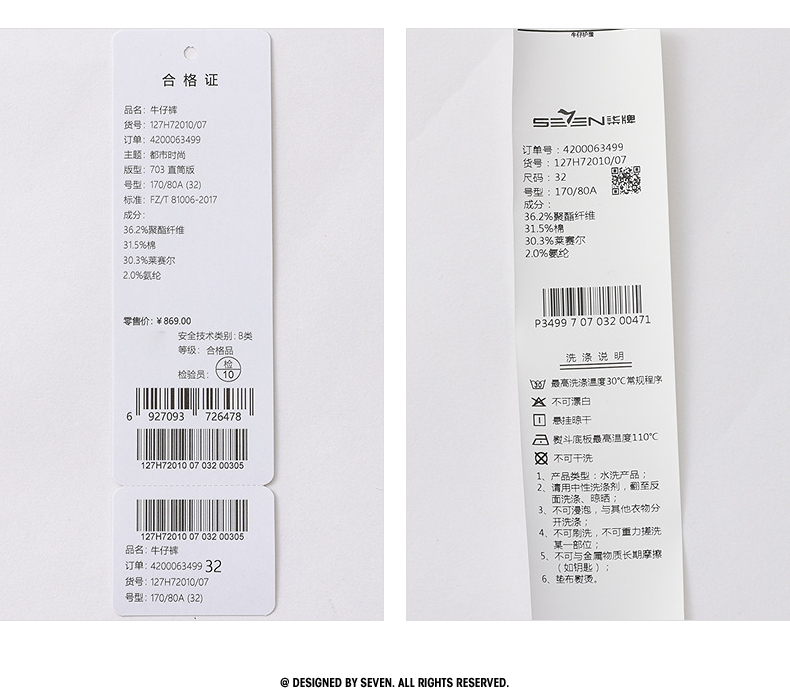 合格证
品名: 牛仔裤
货号: 127H72010/07
订单: 4200063499
主题: 都市时尚
版型: 703 直筒版
号型: 170/80A (32)
标准: FZ/T 81006-2017
成分:
36.2%聚酯纤维
31.5%棉
30.3%莱赛尔
2.0%氨纶
零售价: ¥869.00
安全技术类别: B类
等级: 合格品
检验员: 检 10
6 927093 726478
127H72010 07 032 00305
127H72010 07 032 00305
品名: 牛仔裤
订单: 4200063499 32
货号: 127H72010/07
号型: 170/80A (32)
牛仔护理
SEVEN 柒牌
订单号：4200063499
货号：127H72010/07
尺码：32
号型：170/80A
成分：
36.2%聚酯纤维
31.5%棉
30.3%莱赛尔
2.0%氨纶
P3499 7 07 032 00471
洗涤说明
最高洗涤温度30℃常规程序
不可漂白
悬挂晾干
熨斗底板最高温度110℃
不可干洗
1、产品类型：水洗产品；
2、请用中性洗涤剂，翻至反
面洗涤、晾晒；
3、不可浸泡，与其他衣物分
开洗涤；
4、不可刷洗，不可重力搓洗
某一部位；
5、不可与金属物质长期摩擦
（如钥匙）；
6、垫布熨烫。
@ DESIGNED BY SEVEN. ALL RIGHTS RESERVED.